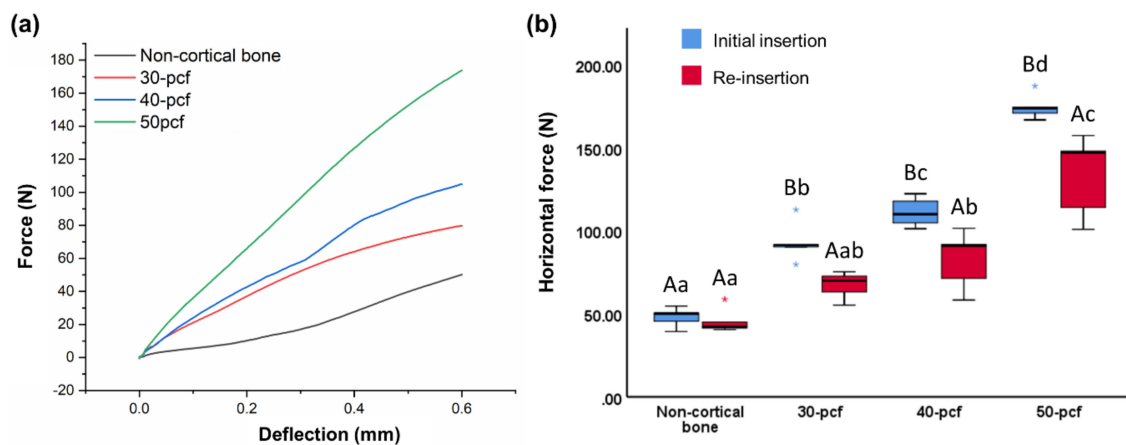 (a)
Non-cortical bone
30-pcf
40-pcf
50pcf
Force (N)
180
160
140
120
100
80
60
40
20
0
-20
0.0
0.2
0.4
0.6
Deflection (mm)
(b)
Initial insertion
Re-insertion
Horizontal force (N)
200.00
150.00
100.00
50.00
.00
Aa
Aa
Bb
Aab
Bc
Ab
Bd
Ac
Non-cortical
bone
30-pcf
40-pcf
50-pcf